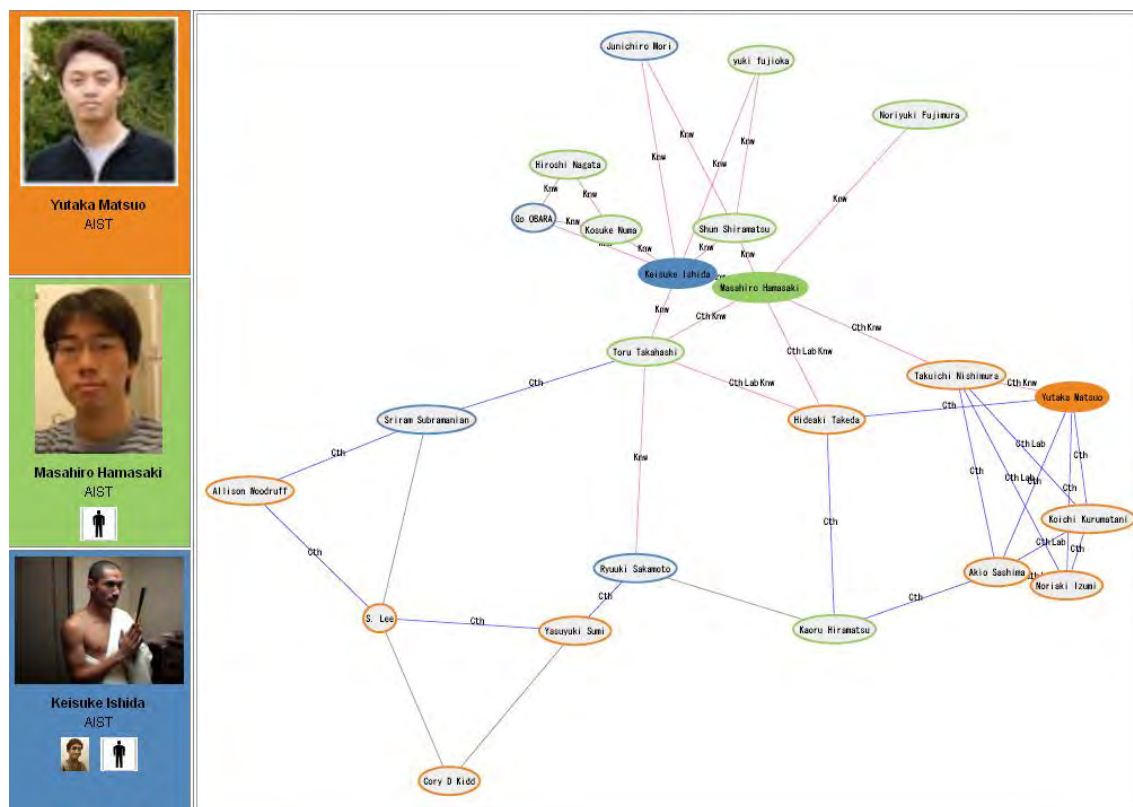 Yutaka Matsuo
AIST
Masahiro Hamasaki
AIST
Keisuke Ishida
AIST
Junichiro Mori
yuki fujioka
Noriyuki Fujimura
Knw
Knw
Knw
Knw
Hiroshi Nagata
Knw
Knw
Go OBARA
Knw
Kosuke Numa
Shun Shiramatsu
Knw
Knw
Knw
Knw
Keisuke Ishida
Masahiro Hamasaki
Knw
Cth Knw
Cth Knw
Toru Takahashi
Cth Lab Knw
Takuichi Nishimura
Cth
Cth Lab Knw
Cth Knw
Yutaka Matsuo
Cth
Sriram Subramanian
Hideaki Takeda
Cth
Cth Lab
Cth
Knw
Cth
Cth Lab
Allison Woodruff
Cth
Cth
Koichi Kurumatani
Cth
Cth Lab
Cth
Ryuuki Sakamoto
Akio Sashima
Noriaki Izumi
Cth
Cth
S. Lee
Cth
Yasuyuki Sumi
Kaoru Hiramatsu
Cory D Kidd